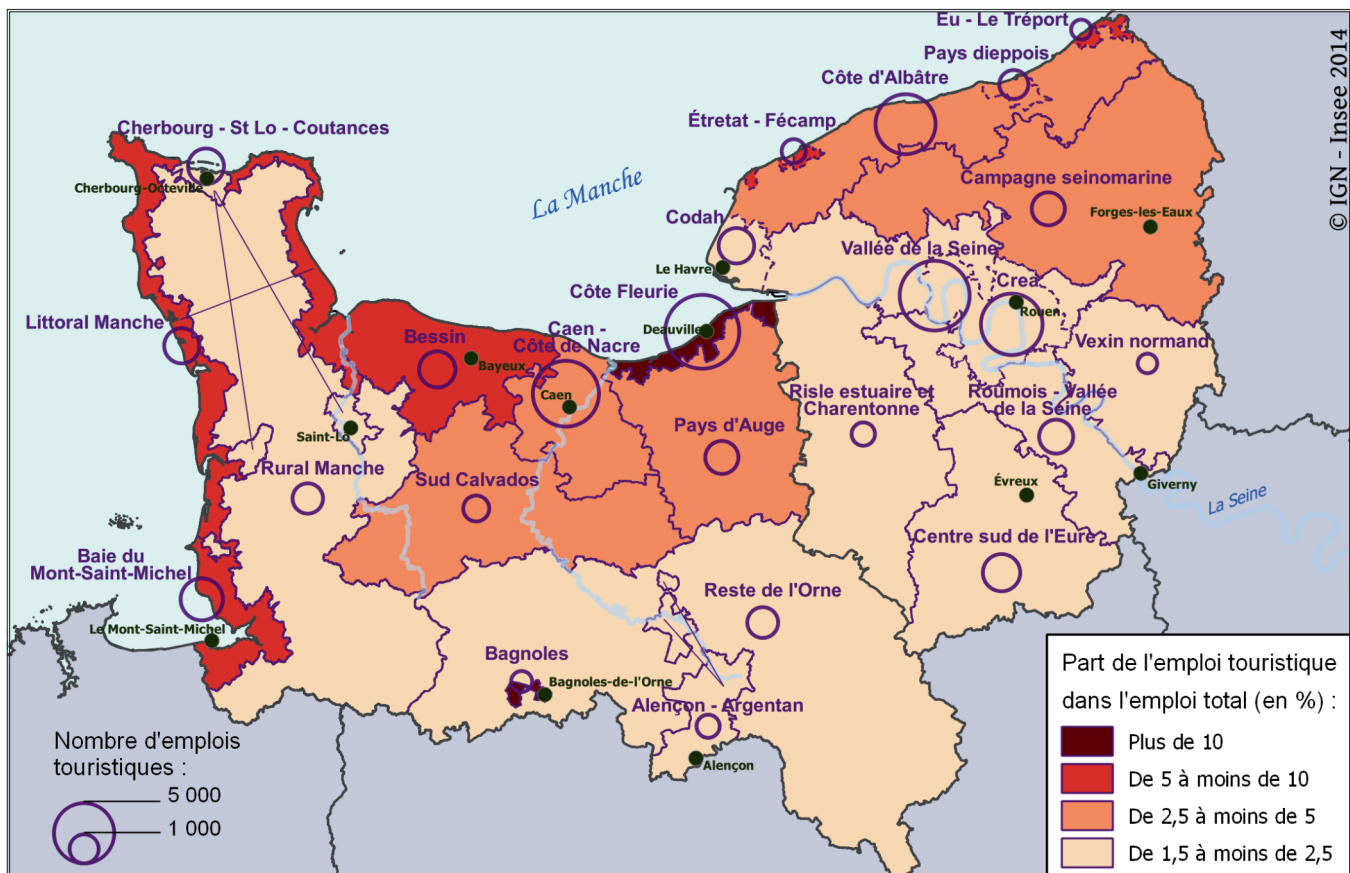 Eu - Le Tréport
Pays dieppois
Côte d'Albâtre
Étretat - Fécamp
Cherbourg - St Lo - Coutances
Cherbourg-Octeville
La Manche
Campagne seinomarine
Forges-les-Eaux
Codah
Le Havre
Vallée de la Seine
Crea
Rouen
Côte Fleurie
Deauville
Littoral Manche
Bessin
Bayeux
Caen -
Côte de Nacre
Caen
Vexin normand
Risle estuaire et
Charentonne
Roumois - Vallée
de la Seine
Saint-Lo
Pays d'Auge
Rural Manche
Sud Calvados
Évreux
Giverny
La Seine
Centre sud de l'Eure
Baie du
Mont-Saint-Michel
Le Mont-Saint-Michel
Reste de l'Orne
Bagnoles
Bagnoles-de-l'Orne
Alençon - Argentan
Alençon
Nombre d'emplois
touristiques :
5 000
1 000
Part de l'emploi touristique
dans l'emploi total (en %) :
Plus de 10
De 5 à moins de 10
De 2,5 à moins de 5
De 1,5 à moins de 2,5
© IGN - Insee 2014